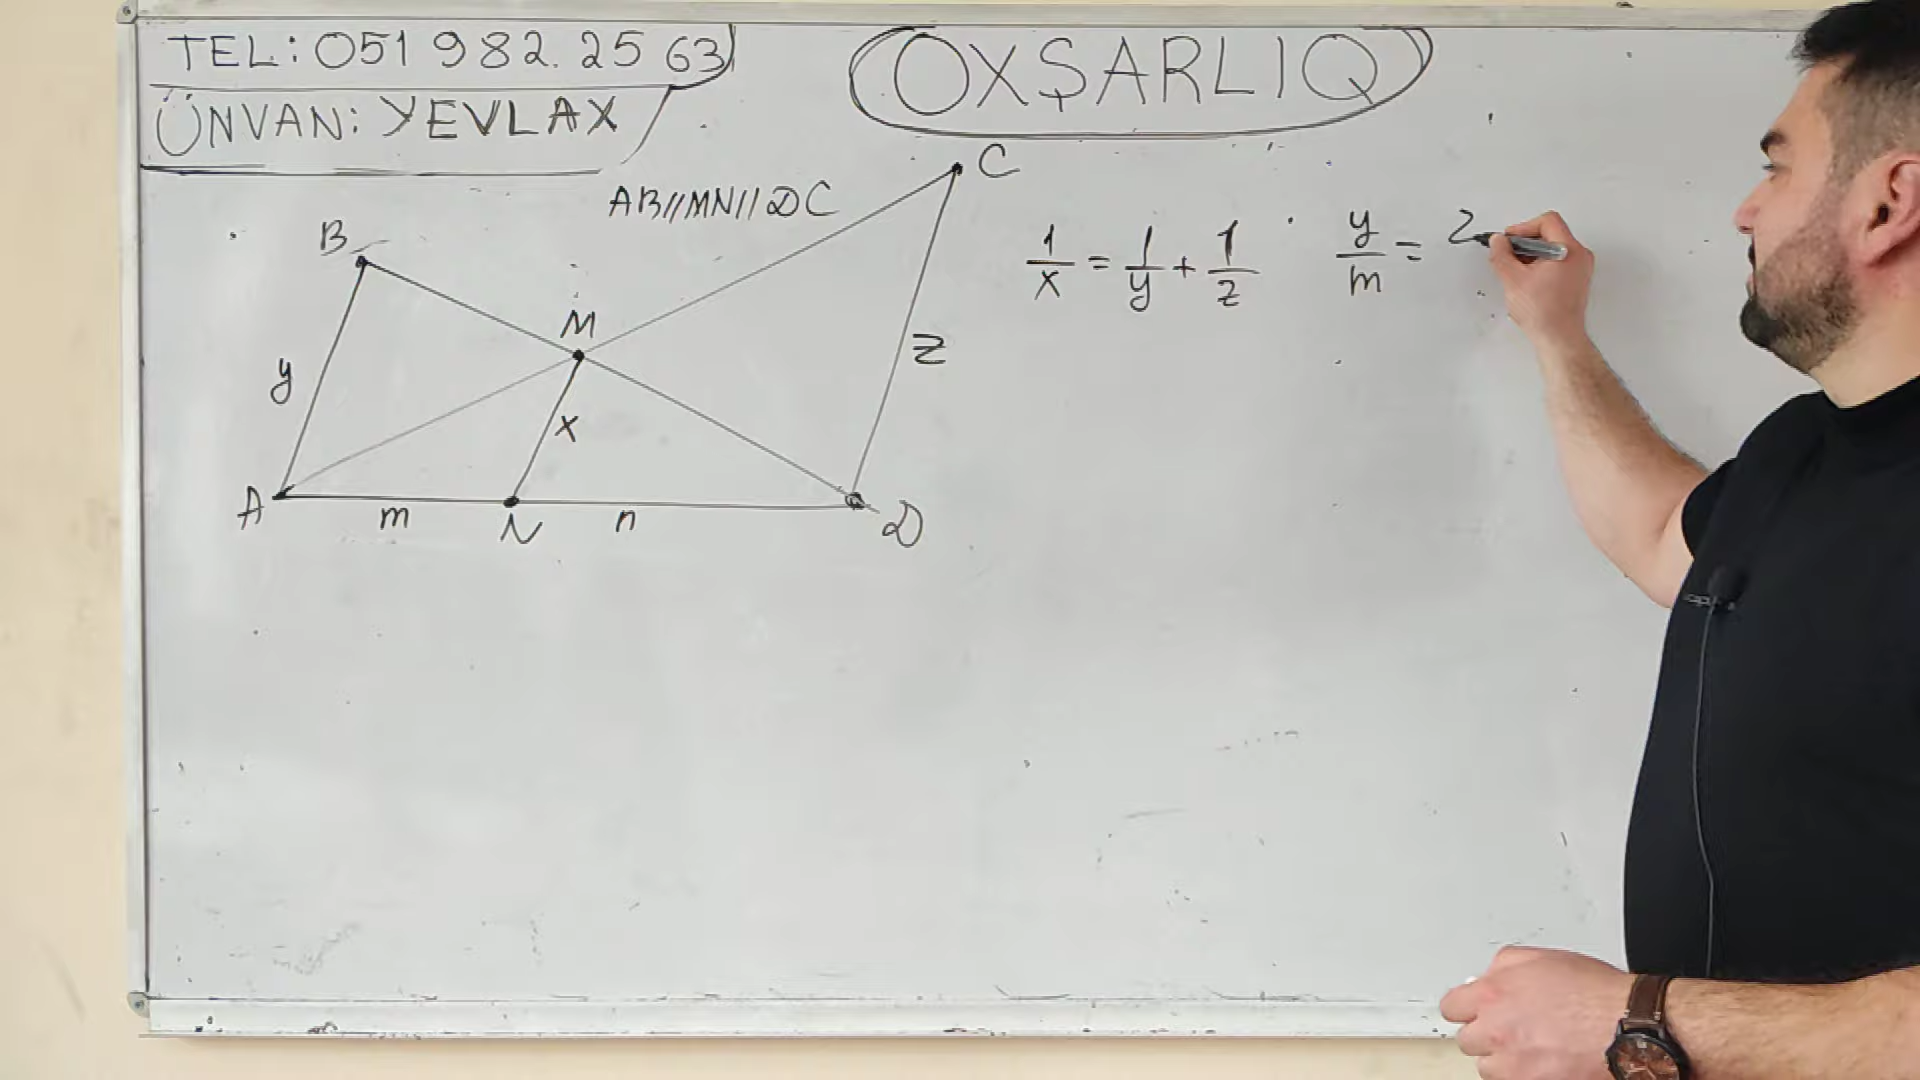 TEL: 051 982. 25 63
ÜNVAN: YEVLAX
OXŞARLIQ
AB//MN//DC
C
B
M
y
x
z
A
m
N
n
D
1/x = 1/y + 1/z
y/m = z